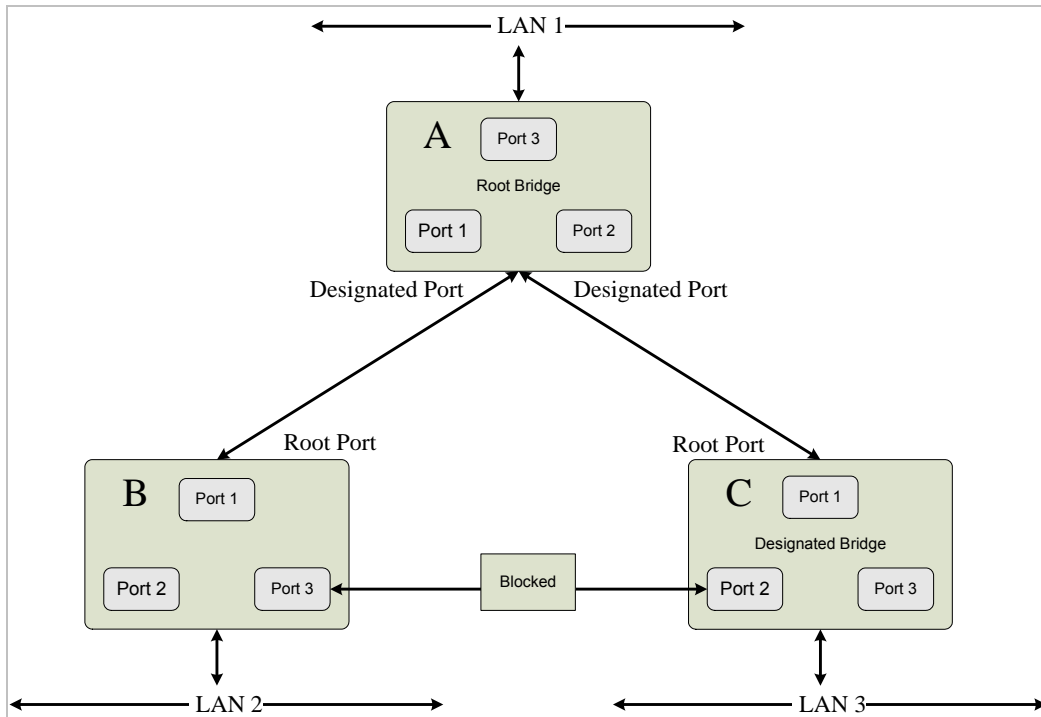 LAN 1
A
Port 3
Root Bridge
Port 1
Port 2
Designated Port
Designated Port
Root Port
Root Port
B
Port 1
Port 2
Port 3
Blocked
C
Port 1
Designated Bridge
Port 2
Port 3
LAN 2
LAN 3